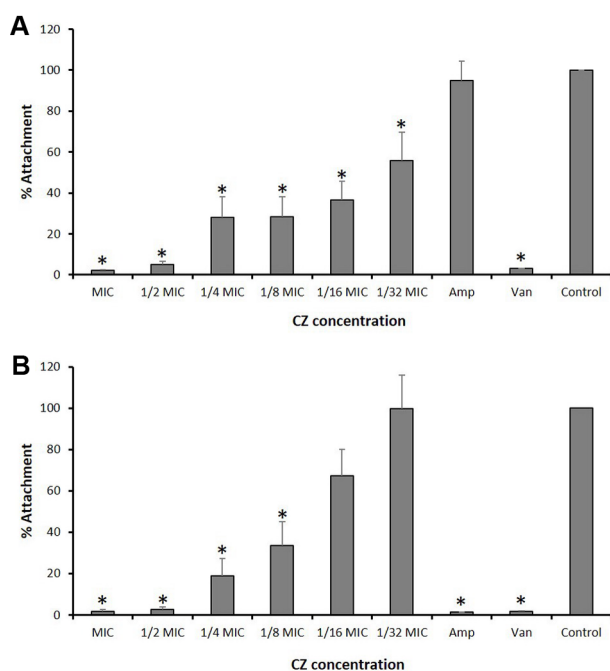 A
120
100
80
60
40
20
0
% Attachment
* * * * * * *
MIC 1/2 MIC 1/4 MIC 1/8 MIC 1/16 MIC 1/32 MIC Amp Van Control
CZ concentration
B
120
100
80
60
40
20
0
% Attachment
* * * * * *
MIC 1/2 MIC 1/4 MIC 1/8 MIC 1/16 MIC 1/32 MIC Amp Van Control
CZ concentration